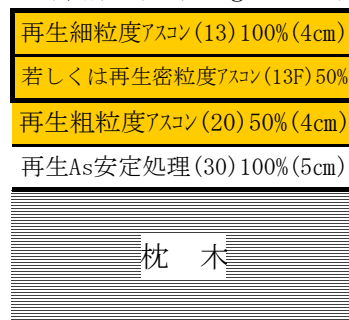 再生細粒度ｱｽｺﾝ(13)100%(4cm)
若しくは再生密粒度ｱｽｺﾝ(13F)50%
再生粗粒度ｱｽｺﾝ(20)50%(4cm)
再生As安定処理(30)100%(5cm)
枕　木